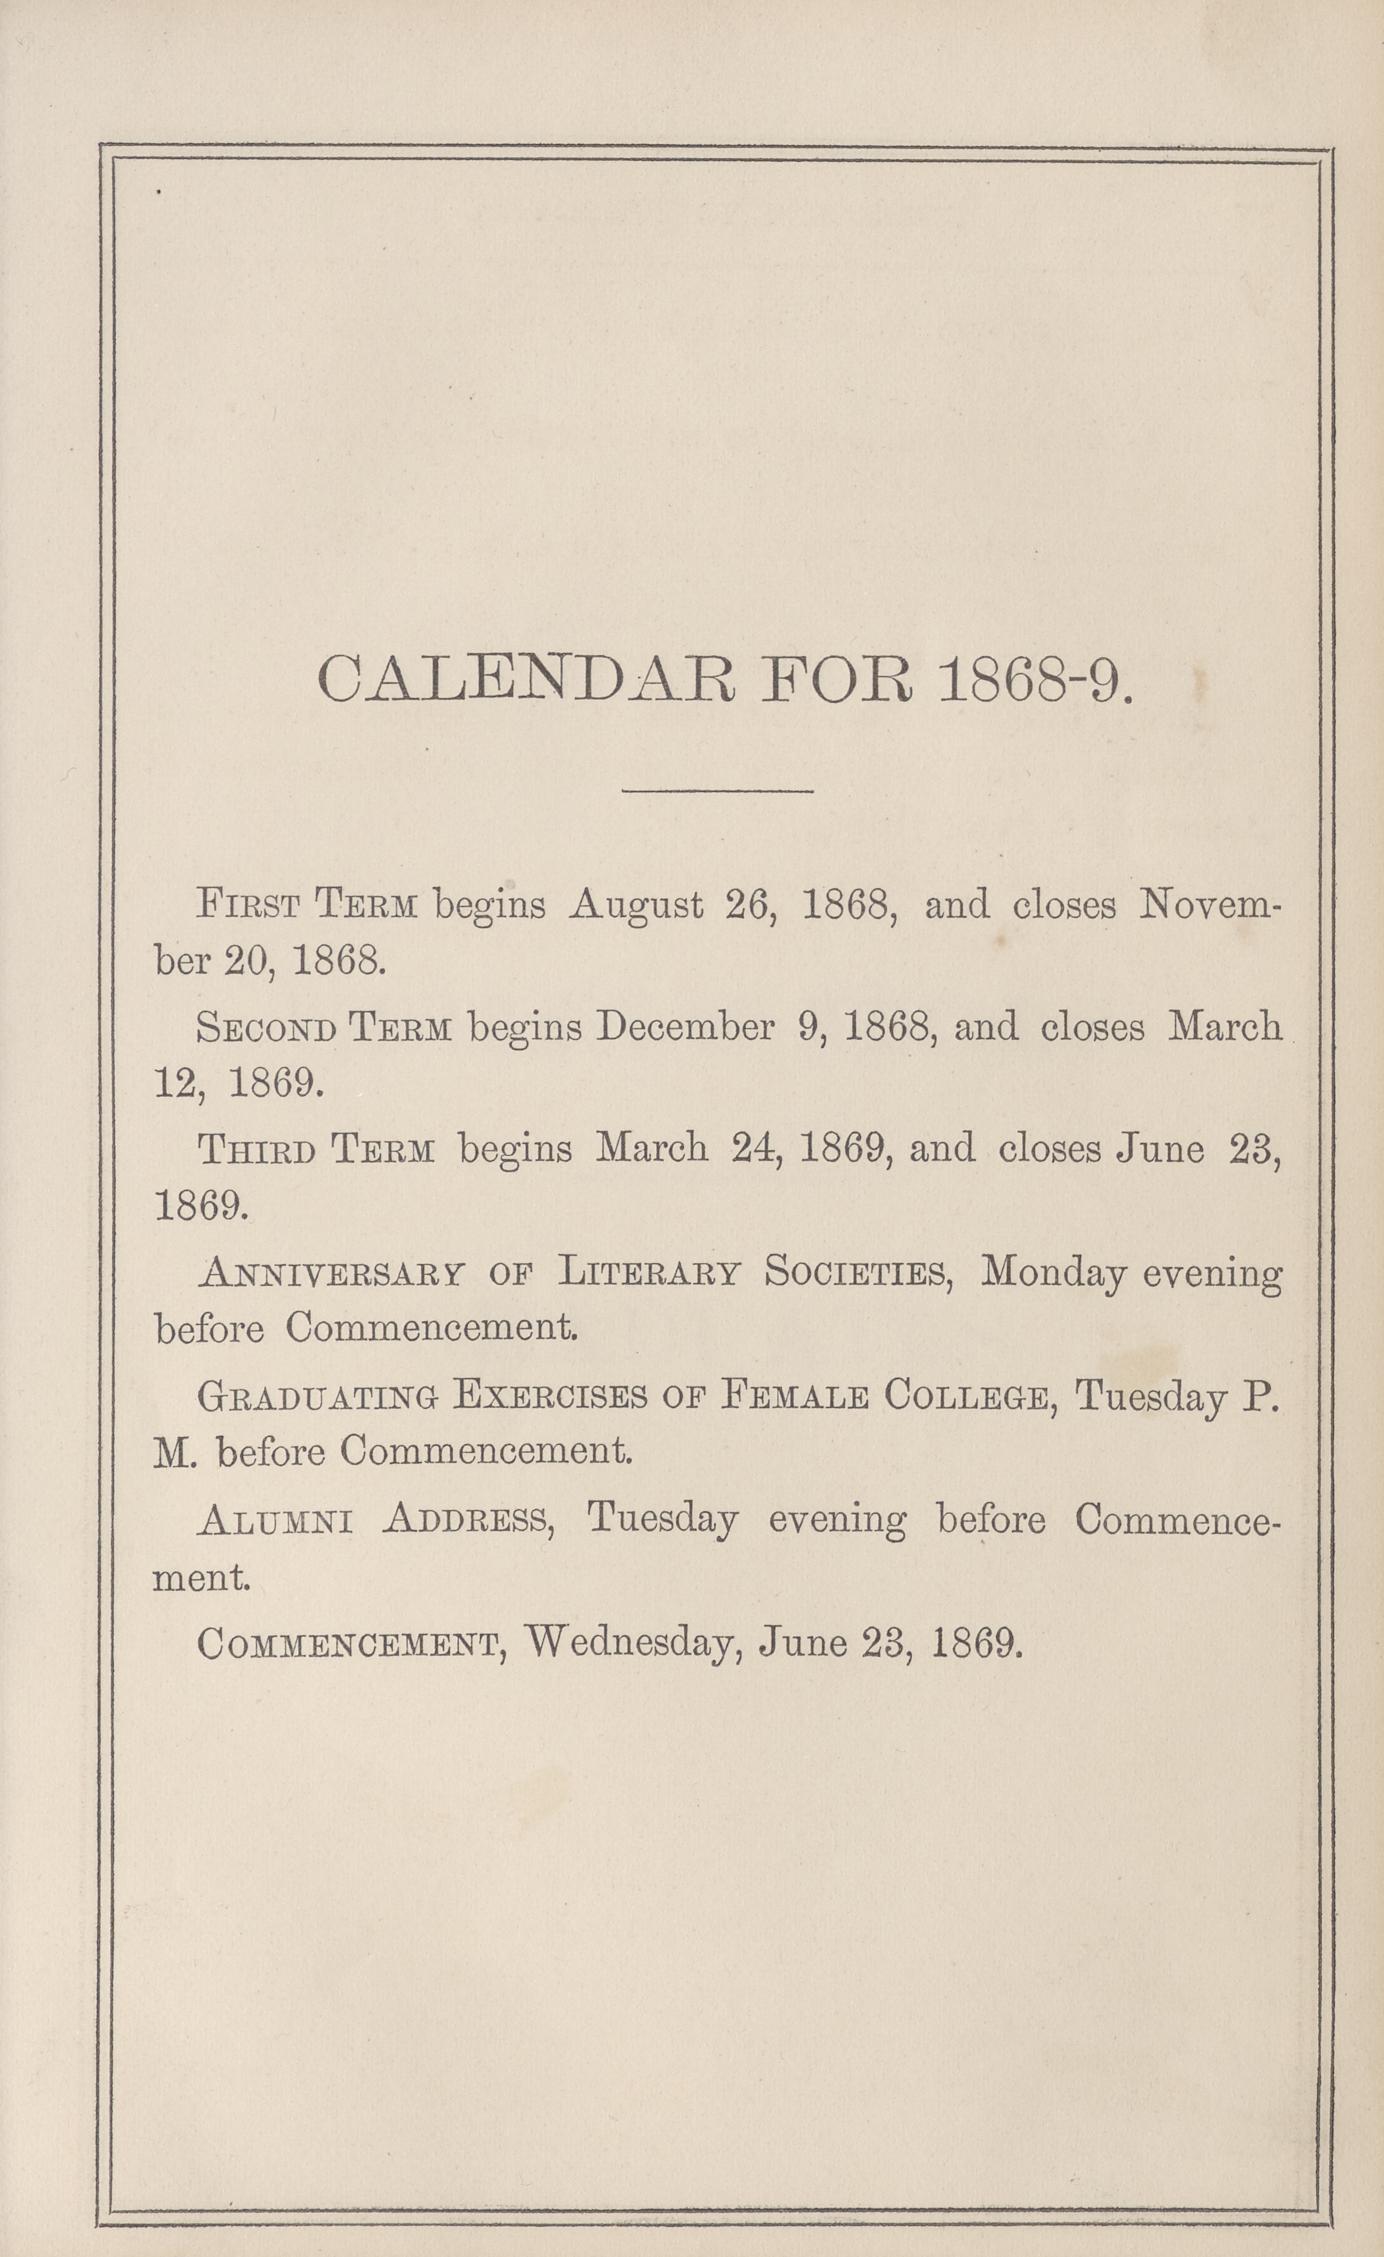 CALENDAR FOR 1868-9.
FIRST TERM begins August 26, 1868, and closes Novem-
ber 20, 1868.
SECOND TERM begins December 9, 1868, and closes March
12, 1869.
THIRD TERM begins March 24, 1869, and closes June 23,
1869.
ANNIVERSARY OF LITERARY SOCIETIES, Monday evening
before Commencement.
GRADUATING EXERCISES OF FEMALE COLLEGE, Tuesday P.
M. before Commencement.
ALUMNI ADDRESS, Tuesday evening before Commence-
ment.
COMMENCEMENT, Wednesday, June 23, 1869.